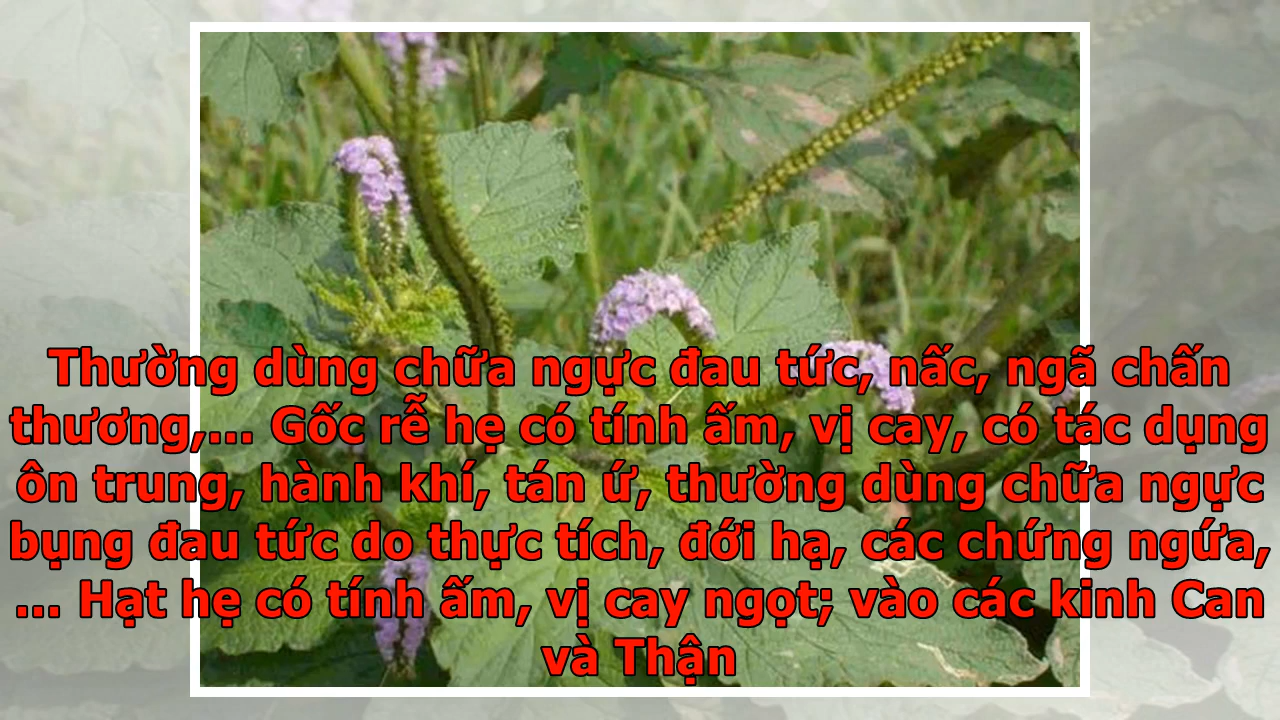 Thường dùng chữa ngực đau tức, nấc, ngã chấn
thương,... Gốc rễ hẹ có tính ấm, vị cay, có tác dụng
ôn trung, hành khí, tán ứ, thường dùng chữa ngực
bụng đau tức do thực tích, đới hạ, các chứng ngứa,
... Hạt hẹ có tính ấm, vị cay ngọt; vào các kinh Can
và Thận